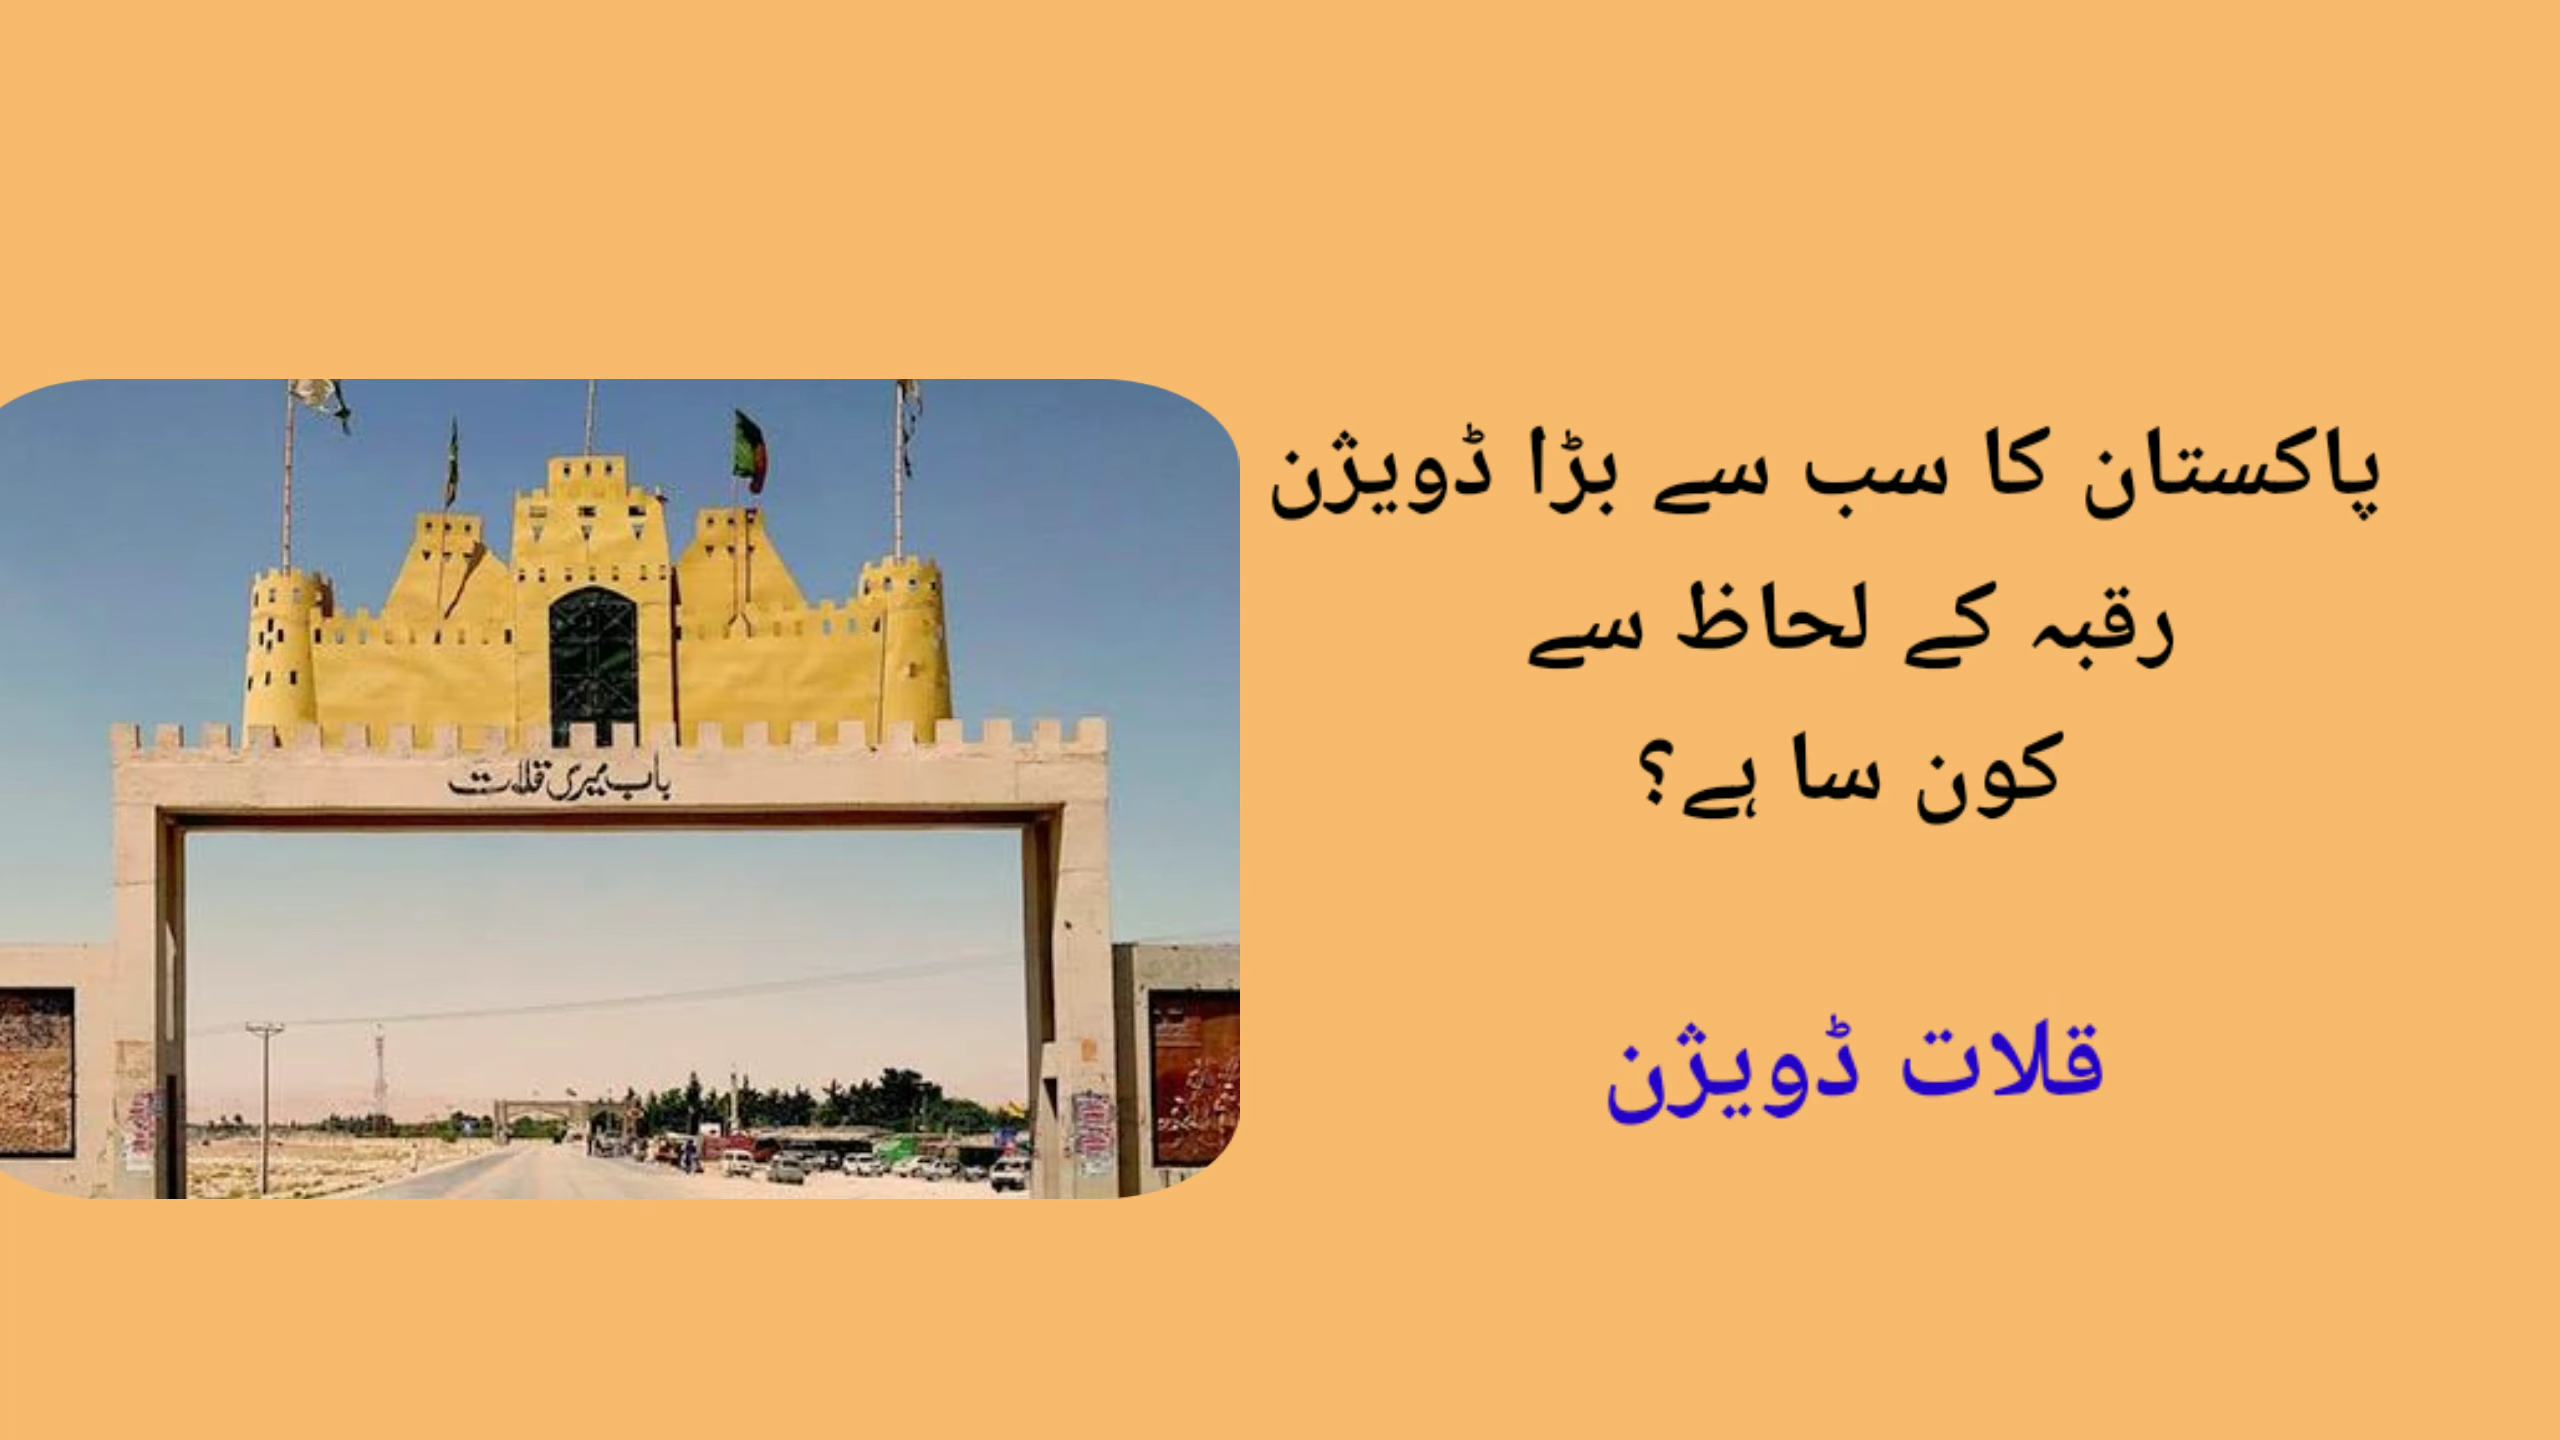 پاکستان کا سب سے بڑا ڈویژن
رقبہ کے لحاظ سے
کون سا ہے؟
قلات ڈویژن
باب میری قلات